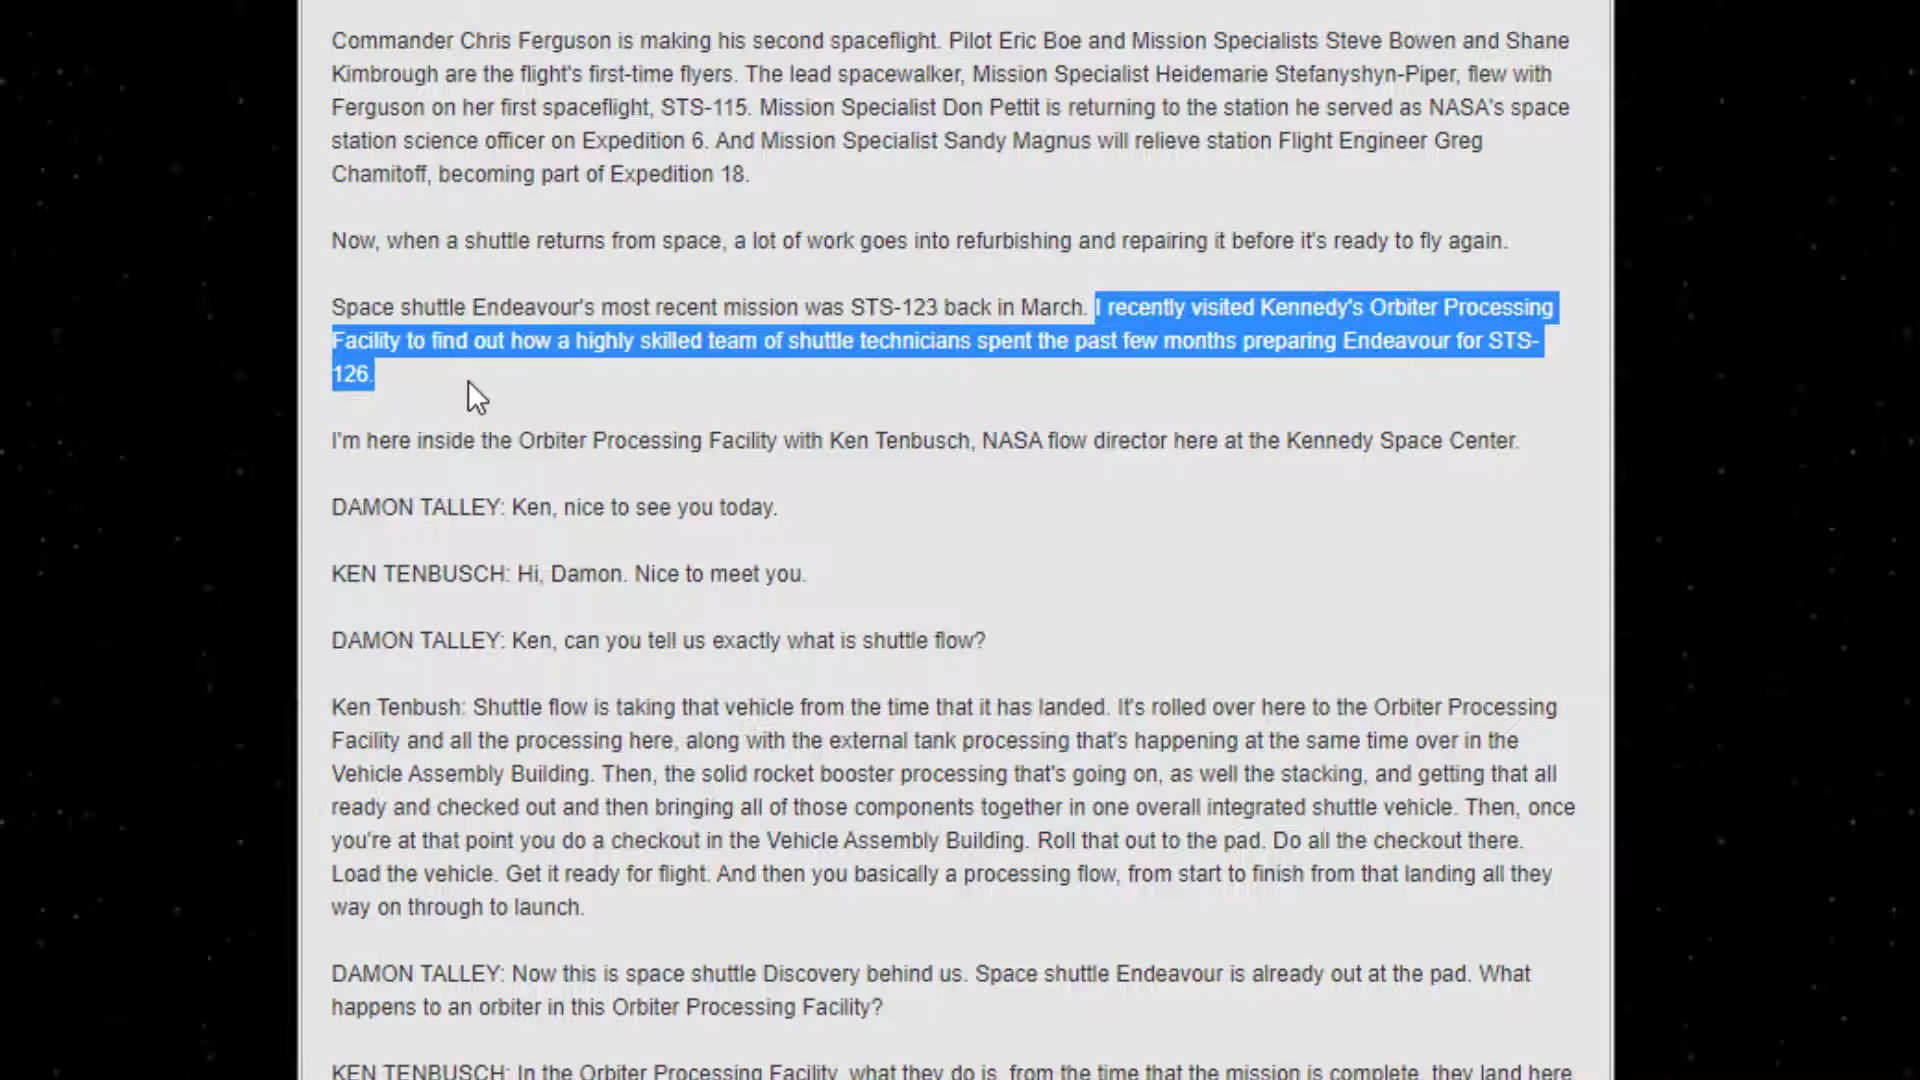 Commander Chris Ferguson is making his second spaceflight. Pilot Eric Boe and Mission Specialists Steve Bowen and Shane
Kimbrough are the flight's first-time flyers. The lead spacewalker, Mission Specialist Heidemarie Stefanyshyn-Piper, flew with
Ferguson on her first spaceflight, STS-115. Mission Specialist Don Pettit is returning to the station he served as NASA's space
station science officer on Expedition 6. And Mission Specialist Sandy Magnus will relieve station Flight Engineer Greg
Chamitoff, becoming part of Expedition 18.
Now, when a shuttle returns from space, a lot of work goes into refurbishing and repairing it before it's ready to fly again.
Space shuttle Endeavour's most recent mission was STS-123 back in March. I recently visited Kennedy's Orbiter Processing
Facility to find out how a highly skilled team of shuttle technicians spent the past few months preparing Endeavour for STS-
126.
I'm here inside the Orbiter Processing Facility with Ken Tenbusch, NASA flow director here at the Kennedy Space Center.
DAMON TALLEY: Ken, nice to see you today.
KEN TENBUSCH: Hi, Damon. Nice to meet you.
DAMON TALLEY: Ken, can you tell us exactly what is shuttle flow?
Ken Tenbush: Shuttle flow is taking that vehicle from the time that it has landed. It's rolled over here to the Orbiter Processing
Facility and all the processing here, along with the external tank processing that's happening at the same time over in the
Vehicle Assembly Building. Then, the solid rocket booster processing that's going on, as well the stacking, and getting that all
ready and checked out and then bringing all of those components together in one overall integrated shuttle vehicle. Then, once
you're at that point you do a checkout in the Vehicle Assembly Building. Roll that out to the pad. Do all the checkout there.
Load the vehicle. Get it ready for flight. And then you basically a processing flow, from start to finish from that landing all they
way on through to launch.
DAMON TALLEY: Now this is space shuttle Discovery behind us. Space shuttle Endeavour is already out at the pad. What
happens to an orbiter in this Orbiter Processing Facility?
KEN TENBUSCH: In the Orbiter Processing Facility, what they do is, from the time that the mission is complete, they land here